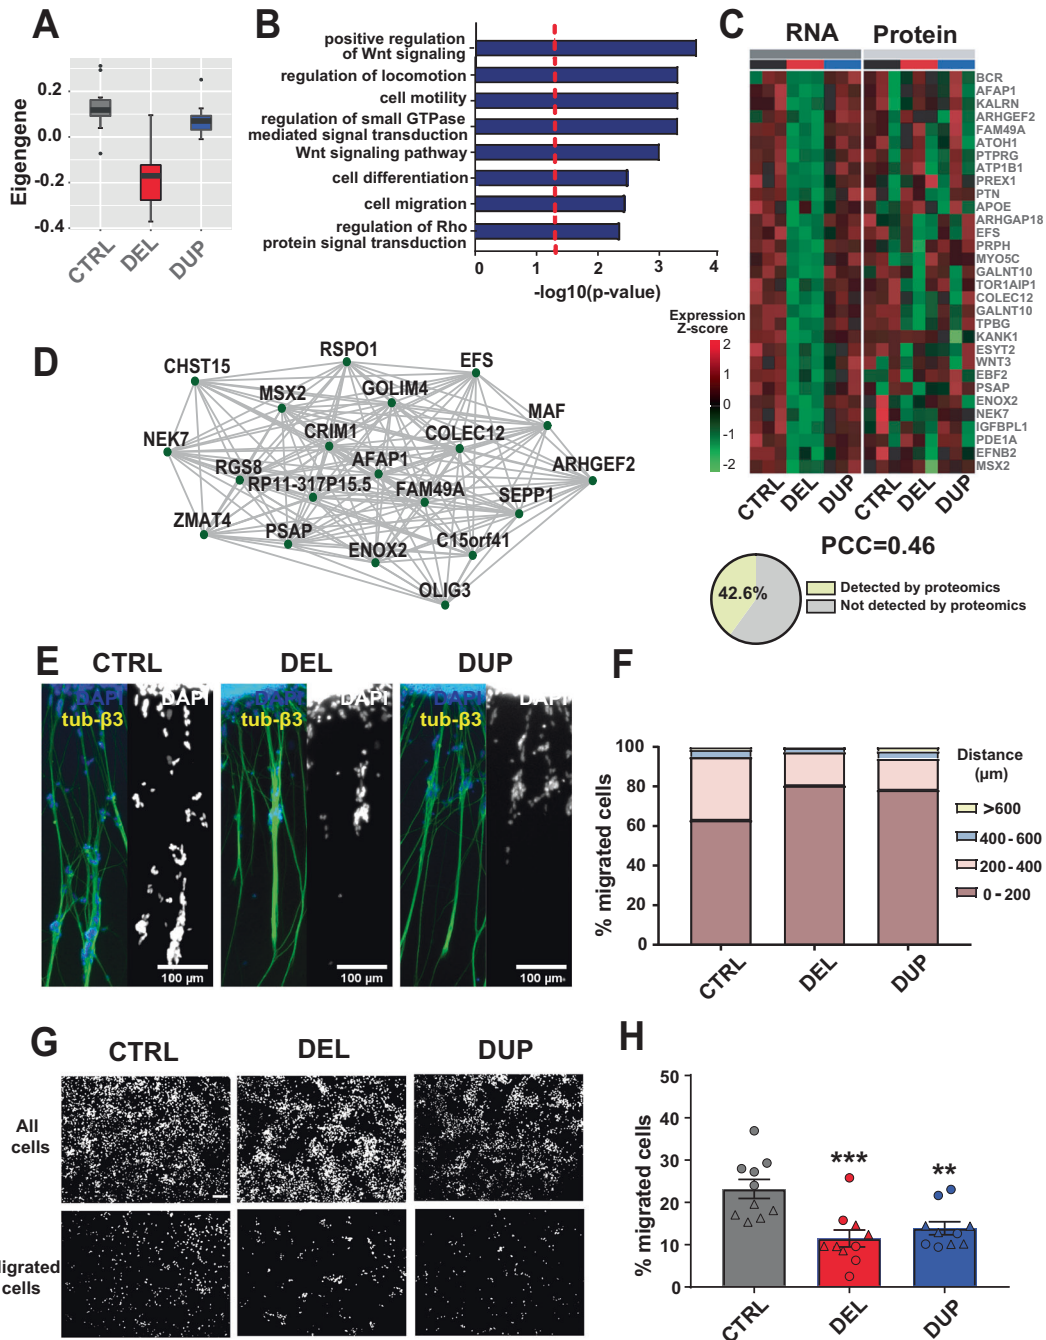 A
Eigengene
0.2
0.0
-0.2
-0.4
CTRL
DEL
DUP
B
positive regulation
of Wnt signaling
regulation of locomotion
cell motility
regulation of small GTPase
mediated signal transduction
Wnt signaling pathway
cell differentiation
cell migration
regulation of Rho
protein signal transduction
0
1
2
3
4
-log10(p-value)
C
RNA
Protein
BCR
AFAP1
KALRN
ARHGEF2
FAM49A
ATOH1
PTPRG
ATP1B1
PREX1
PTN
APOE
ARHGAP18
EFS
PRPH
MYO5C
GALNT10
TOR1AIP1
COLEC12
GALNT10
TPBG
KANK1
ESYT2
WNT3
EBF2
PSAP
ENOX2
NEK7
IGFBPL1
PDE1A
EFNB2
MSX2
Expression
Z-score
2
1
0
-1
-2
CTRL
DEL
DUP
CTRL
DEL
DUP
PCC=0.46
42.6%
Detected by proteomics
Not detected by proteomics
D
RSPO1
CHST15
EFS
MSX2
GOLIM4
MAF
CRIM1
COLEC12
NEK7
AFAP1
RGS8
ARHGEF2
RP11-317P15.5
FAM49A
SEPP1
ZMAT4
PSAP
C15orf41
ENOX2
OLIG3
E
CTRL
DEL
DUP
DAPI
DAPI
DAPI
DAPI
DAPI
DAPI
tub-β3
tub-β3
tub-β3
100 µm
100 µm
100 µm
F
% migrated cells
100
80
60
40
20
0
CTRL
DEL
DUP
Distance
(µm)
>600
400-600
200-400
0-200
G
CTRL
DEL
DUP
All
cells
Migrated
cells
H
% migrated cells
50
40
30
20
10
0
***
**
CTRL
DEL
DUP